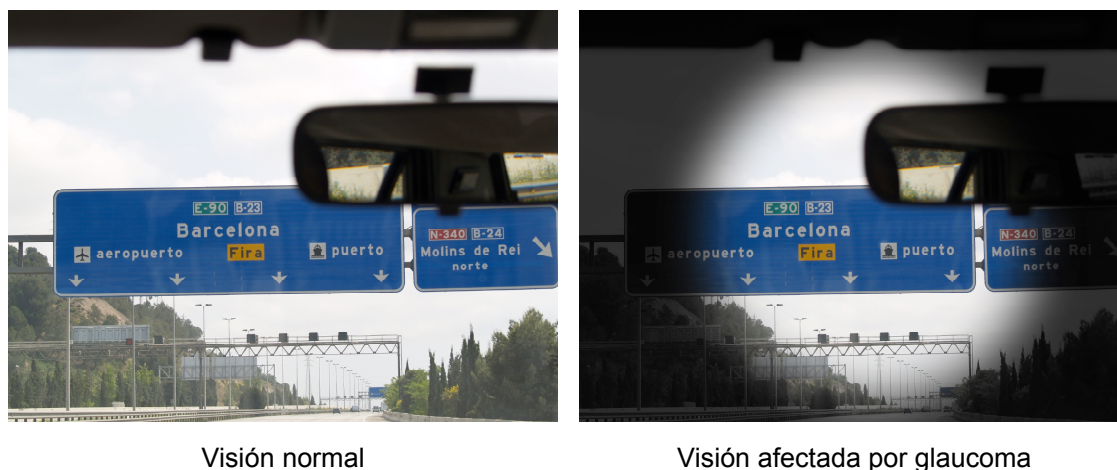 E-90 B-23
Barcelona
aeropuerto Fira puerto
N-340 B-24
Molins de Rei
norte
E-90 B-23
Barcelona
aeropuerto Fira puerto
N-340 B-24
Molins de Rei
norte
Visión normal
Visión afectada por glaucoma